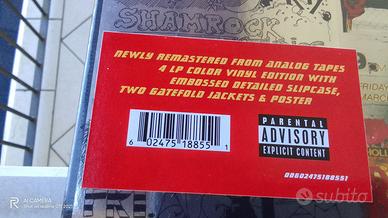 SHAMROCK
NEWLY REMASTERED FROM ANALOG TAPES
4 LP COLOR VINYL EDITION WITH
EMBOSSED DETAILED SLIPCASE,
TWO GATEFOLD JACKETS & POSTER
PARENTAL
ADVISORY
EXPLICIT CONTENT
6 02475 18855 1
00602475188551
FRIDAY
AI CAMERA
subito